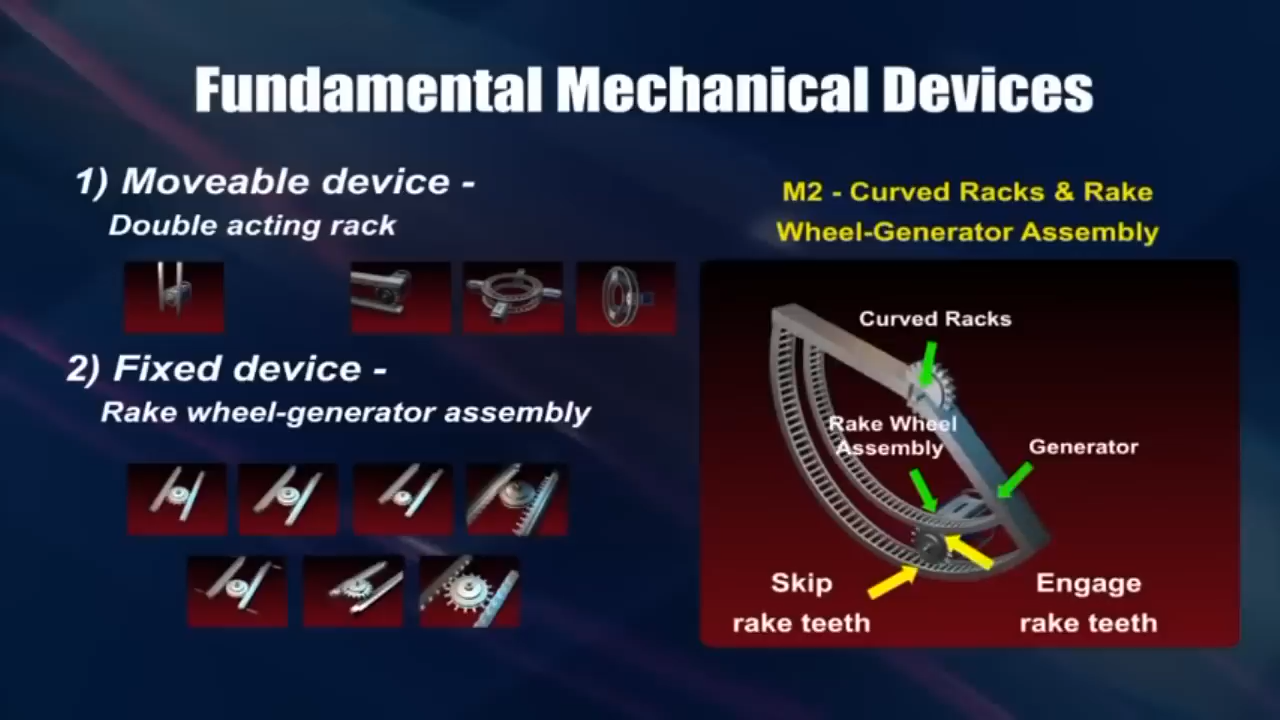 Fundamental Mechanical Devices
1) Moveable device -
Double acting rack
2) Fixed device -
Rake wheel-generator assembly
M2 - Curved Racks & Rake
Wheel-Generator Assembly
Curved Racks
Rake Wheel
Assembly
Generator
Skip
rake teeth
Engage
rake teeth